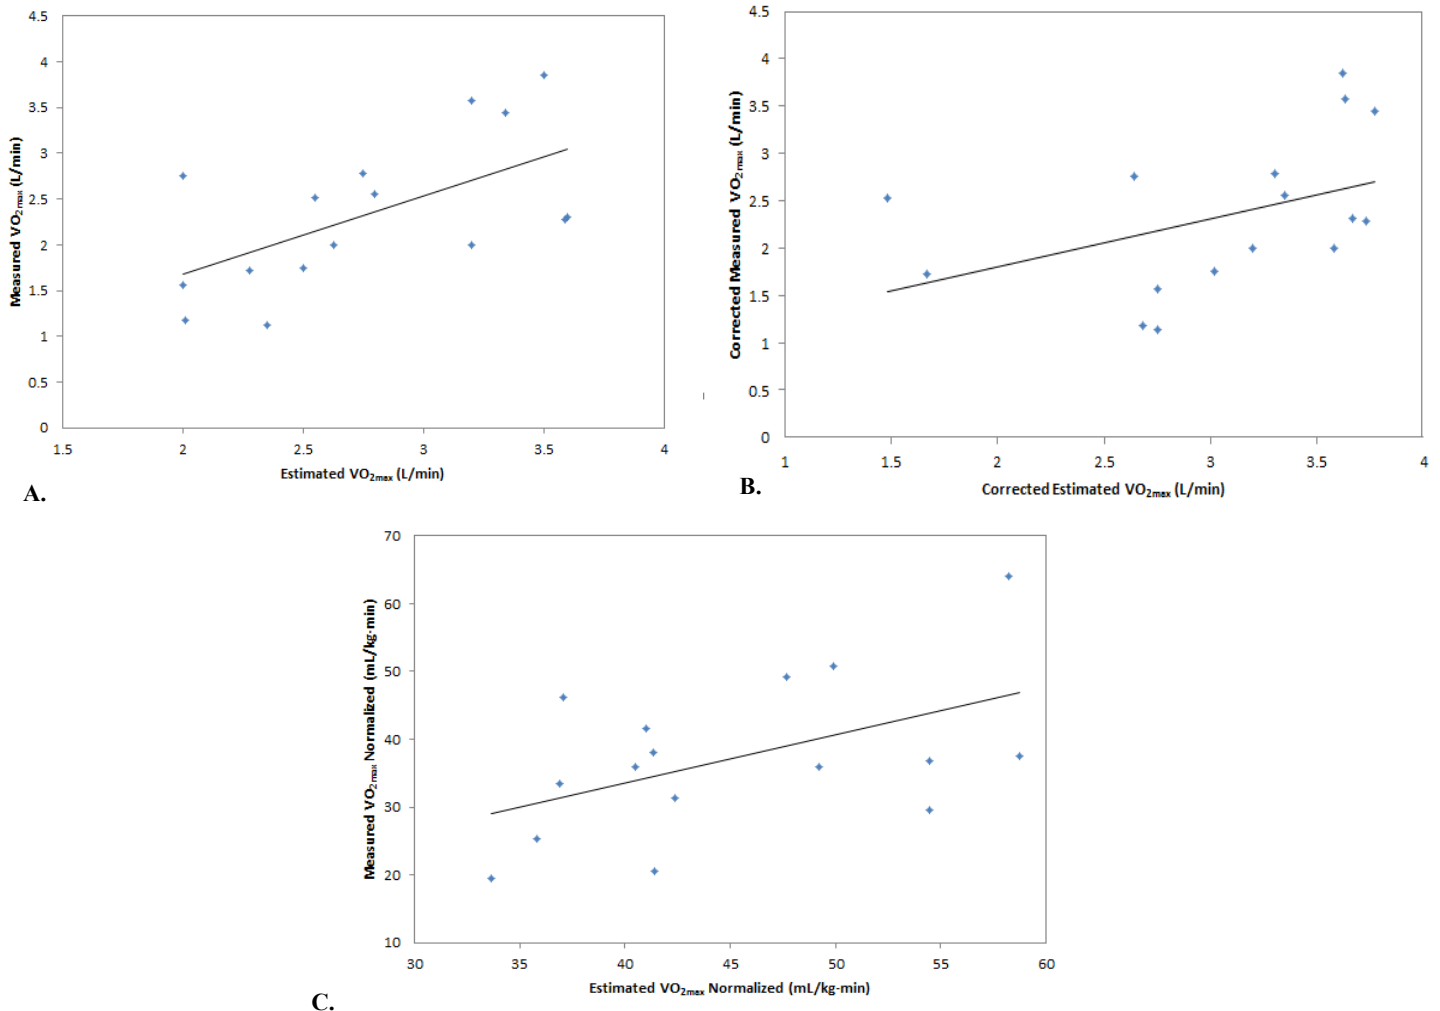 4.5
4
3.5
3
2.5
2
1.5
1
0.5
0
Measured VO₂max (L/min)
1.5 2 2.5 3 3.5 4
Estimated VO₂max (L/min)
A.
4.5
4
3.5
3
2.5
2
1.5
1
0.5
0
Corrected Measured VO₂max (L/min)
1 1.5 2 2.5 3 3.5 4
Corrected Estimated VO₂max (L/min)
B.
70
60
50
40
30
20
10
Measured VO₂max Normalized (mL/kg-min)
30 35 40 45 50 55 60
Estimated VO₂max Normalized (mL/kg-min)
C.